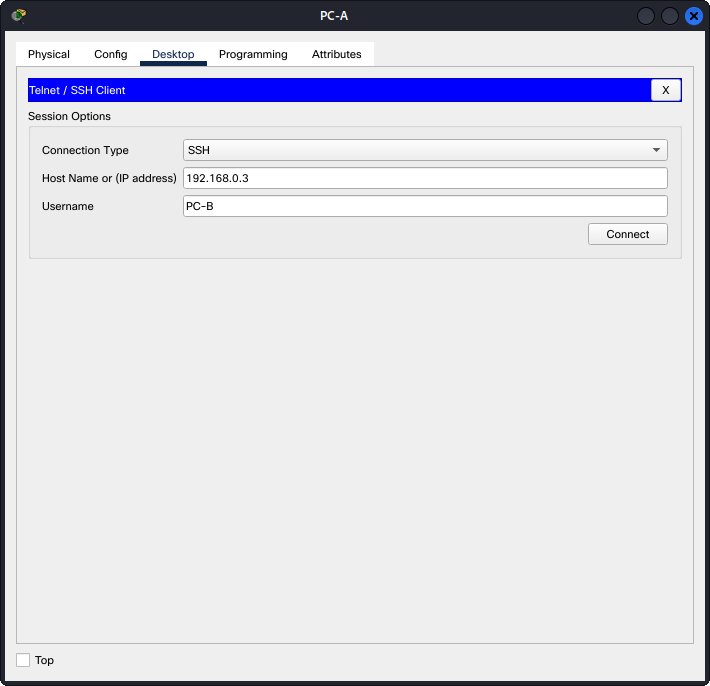 PC-A
Physical Config Desktop Programming Attributes
Telnet / SSH Client X
Session Options
Connection Type SSH
Host Name or (IP address) 192.168.0.3
Username PC-B
Connect
Top